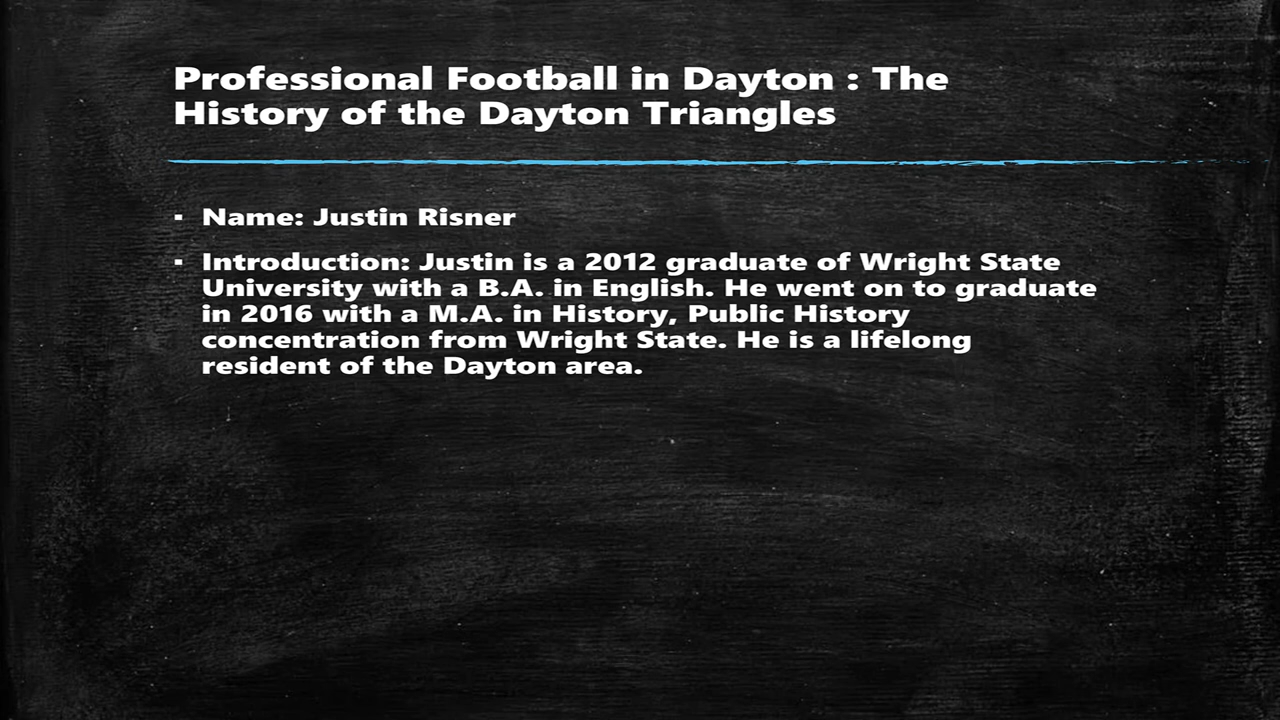 Professional Football in Dayton : The
History of the Dayton Triangles
▪ Name: Justin Risner
▪ Introduction: Justin is a 2012 graduate of Wright State
University with a B.A. in English. He went on to graduate
in 2016 with a M.A. in History, Public History
concentration from Wright State. He is a lifelong
resident of the Dayton area.